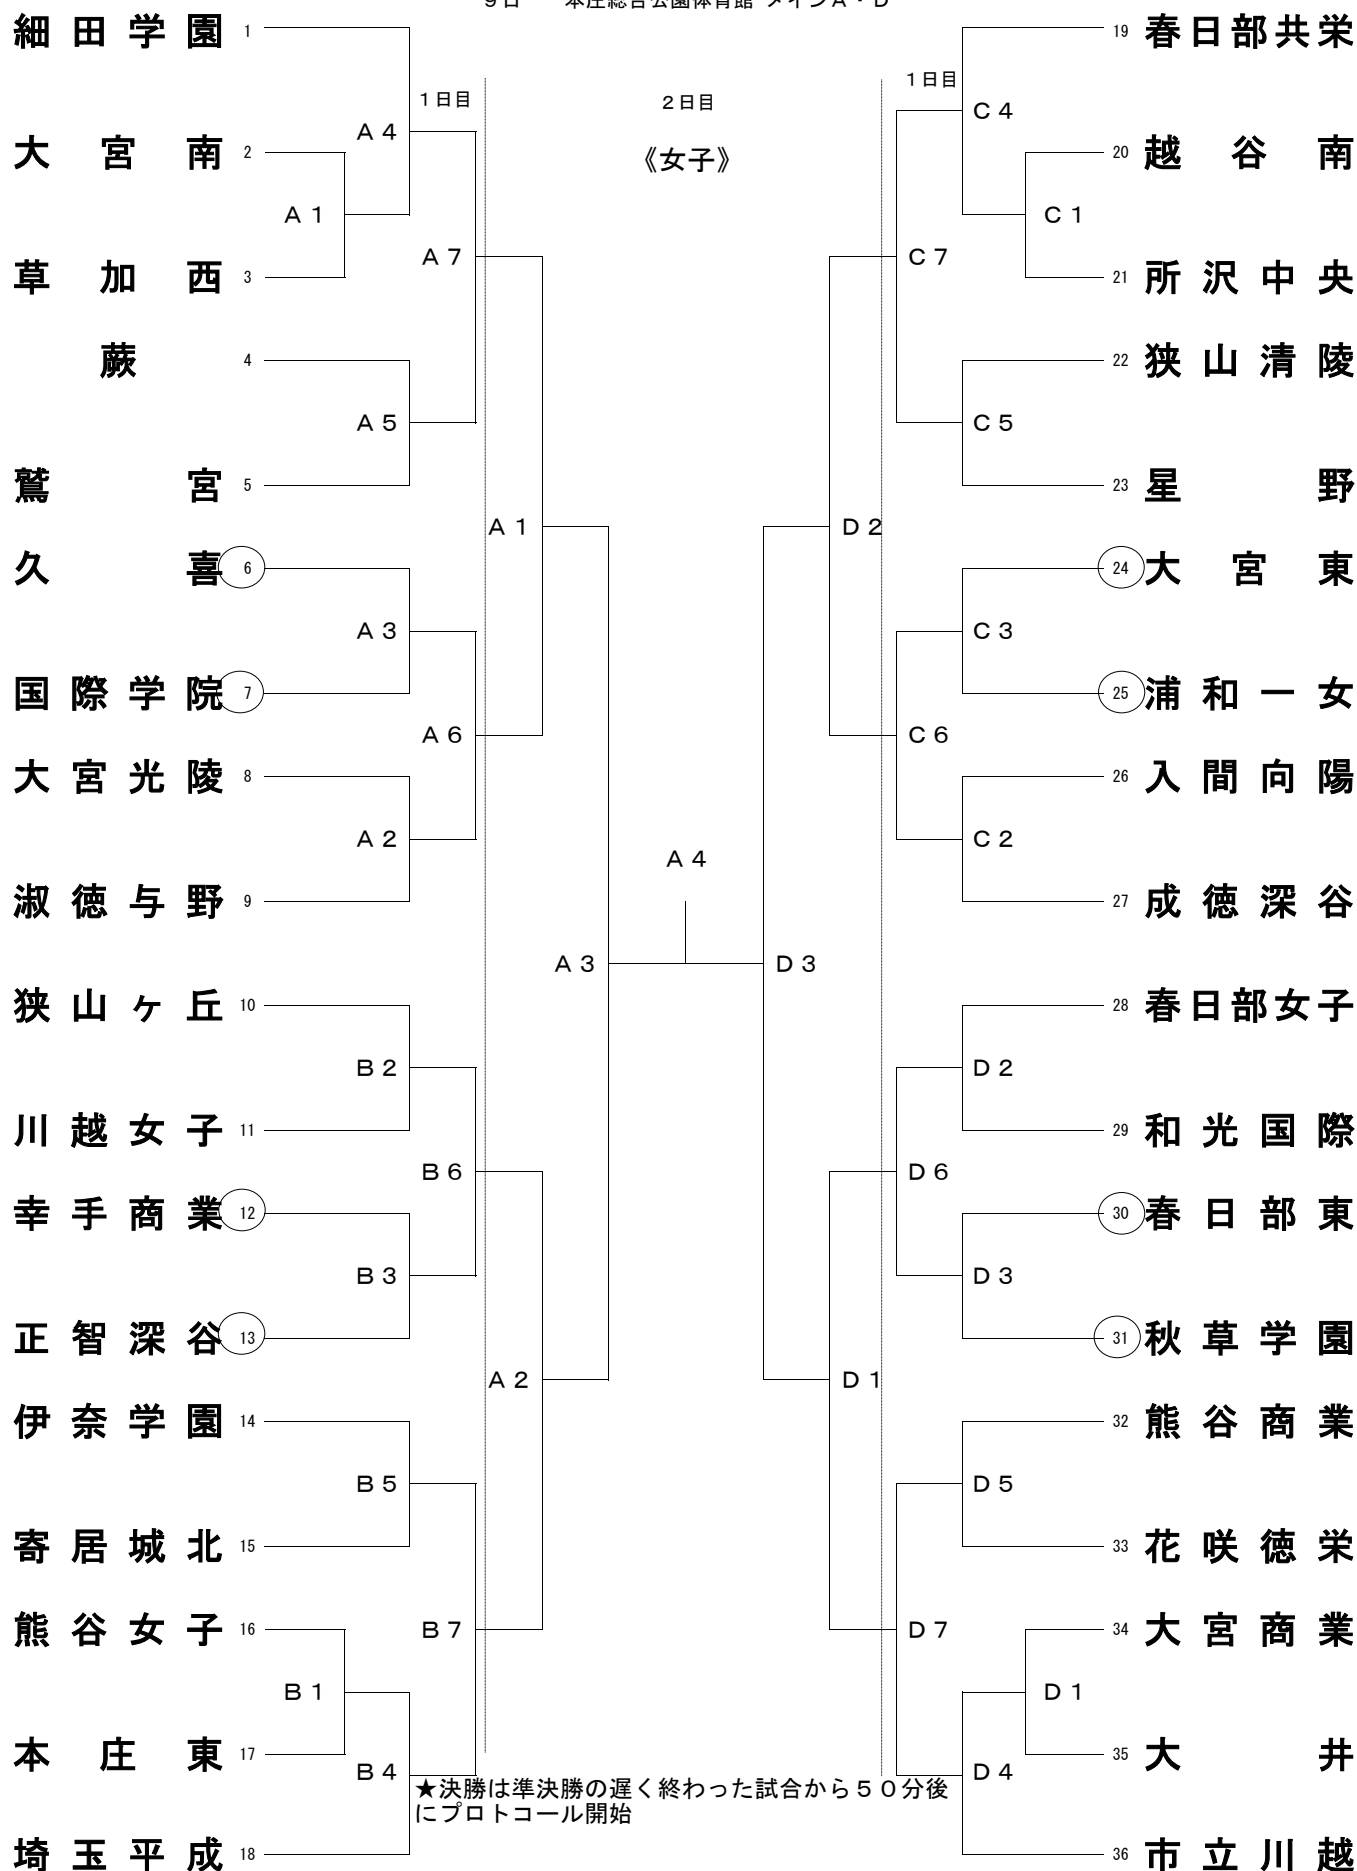 1日目
2日目
1日目
《女子》
細田学園 1
大宮南 2
草加西 3
蕨 4
鷲宮 5
久喜 6
国際学院 7
大宮光陵 8
淑徳与野 9
狭山ヶ丘 10
川越女子 11
幸手商業 12
正智深谷 13
伊奈学園 14
寄居城北 15
熊谷女子 16
本庄東 17
埼玉平成 18
A4
A1
A7
A5
A1
A3
A6
A2
A3
B2
B6
B3
A2
B5
B7
B1
B4
A4
19 春日部共栄
20 越谷南
21 所沢中央
22 狭山清陵
23 星野
24 大宮東
25 浦和一女
26 入間向陽
27 成徳深谷
28 春日部女子
29 和光国際
30 春日部東
31 秋草学園
32 熊谷商業
33 花咲徳栄
34 大宮商業
35 大井
36 市立川越
C4
C1
C7
C5
D2
C3
C6
C2
D3
D2
D6
D3
D1
D5
D7
D1
D4
★決勝は準決勝の遅く終わった試合から50分後
にプロトコール開始